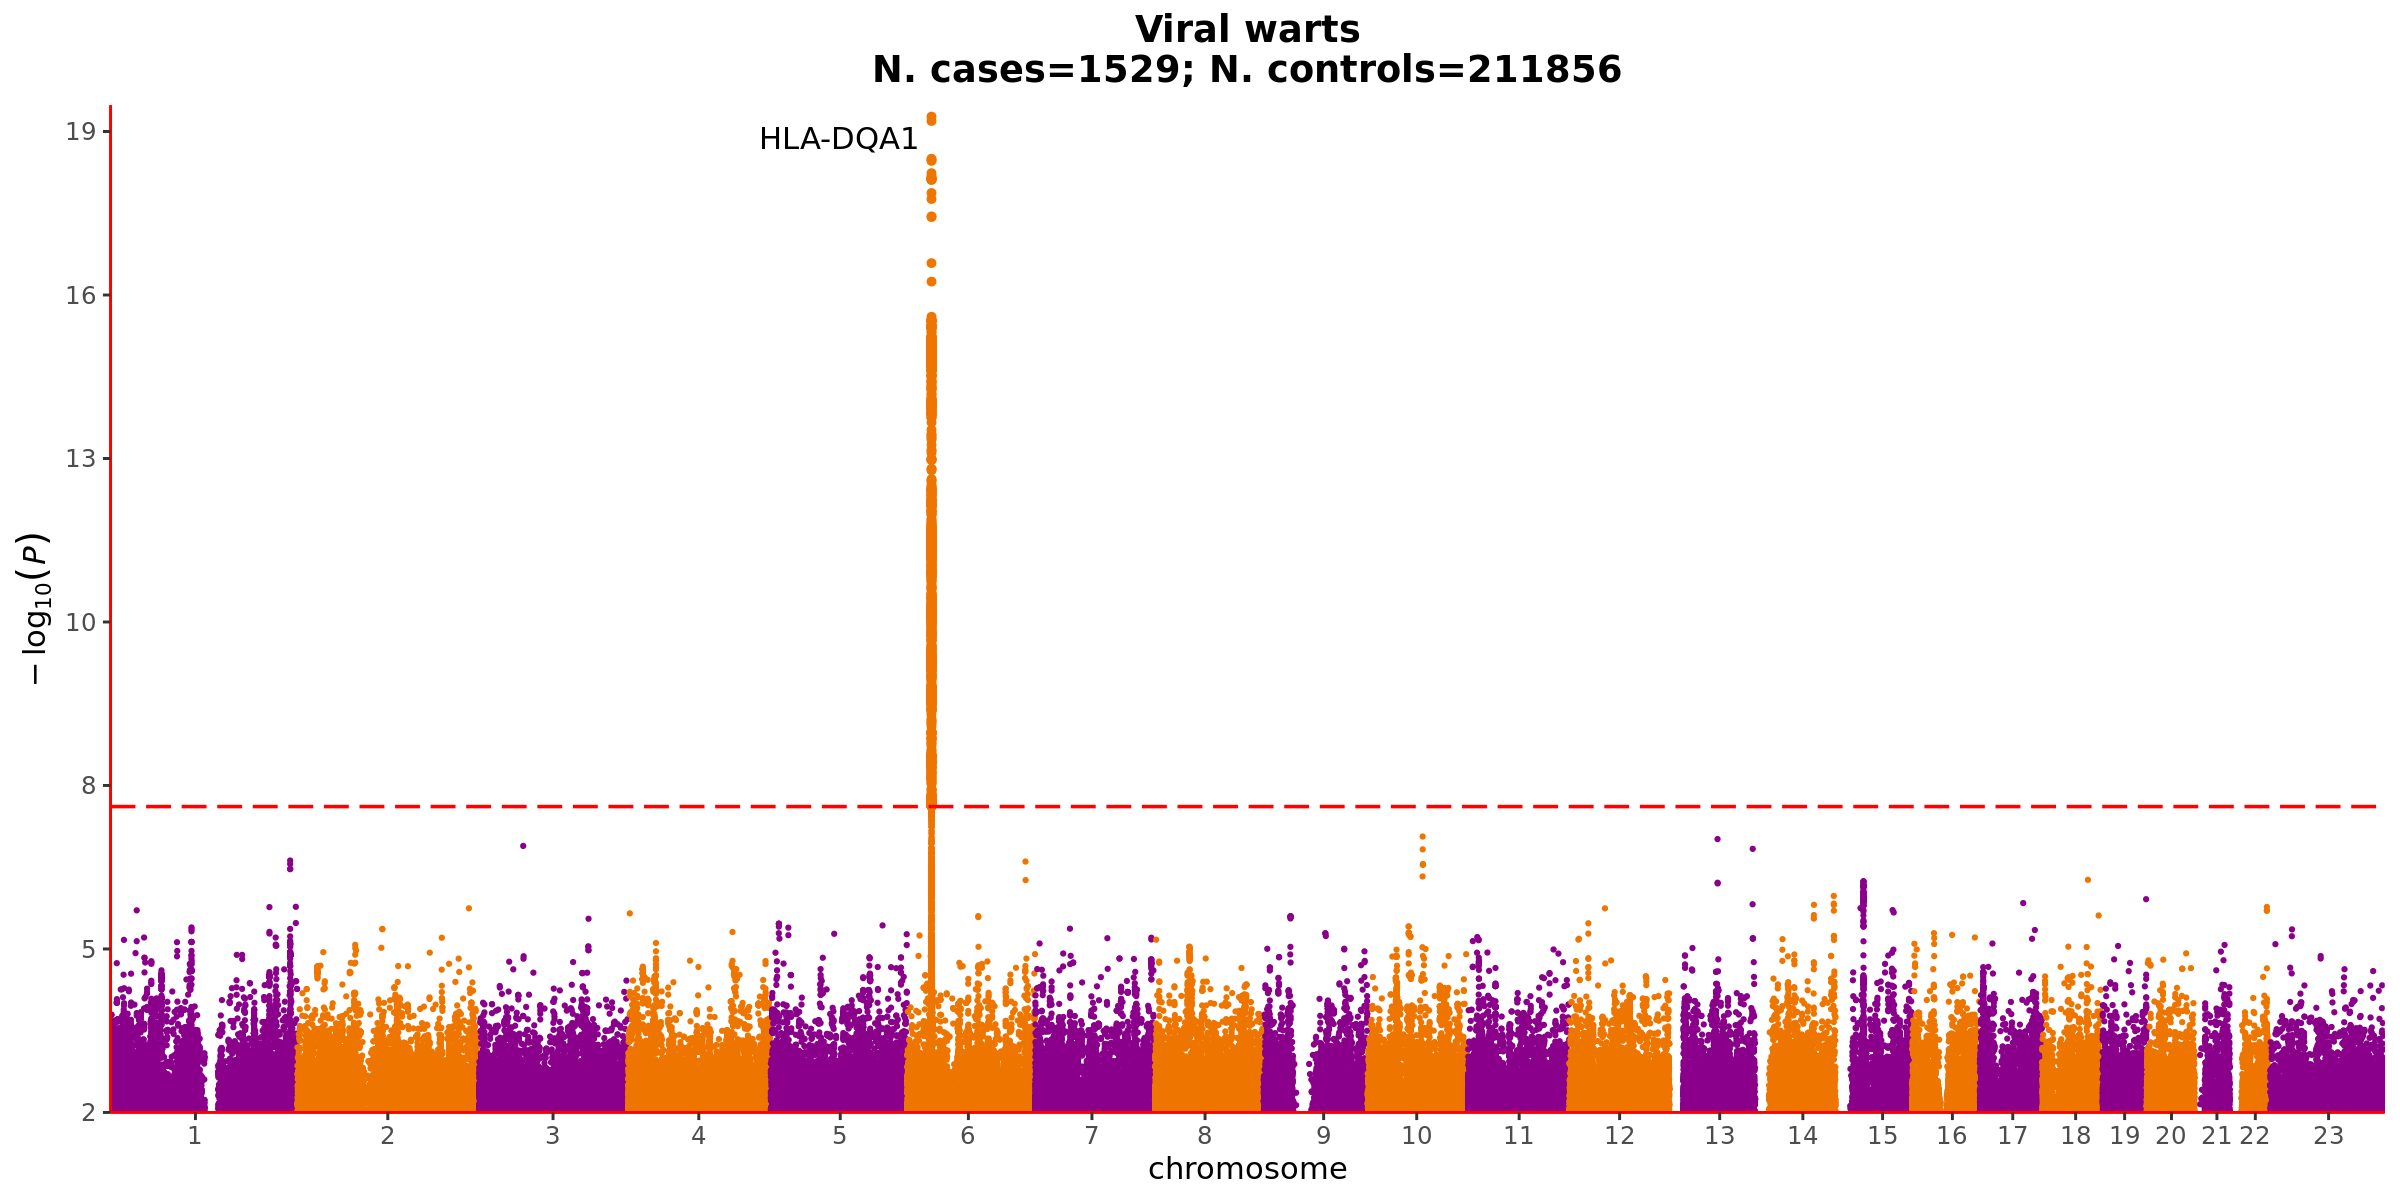 Viral warts
N. cases=1529; N. controls=211856
HLA-DQA1
19
16
13
10
8
5
2
− log10(P)
1 2 3 4 5 6 7 8 9 10 11 12 13 14 15 16 17 18 19 20 21 22 23
chromosome